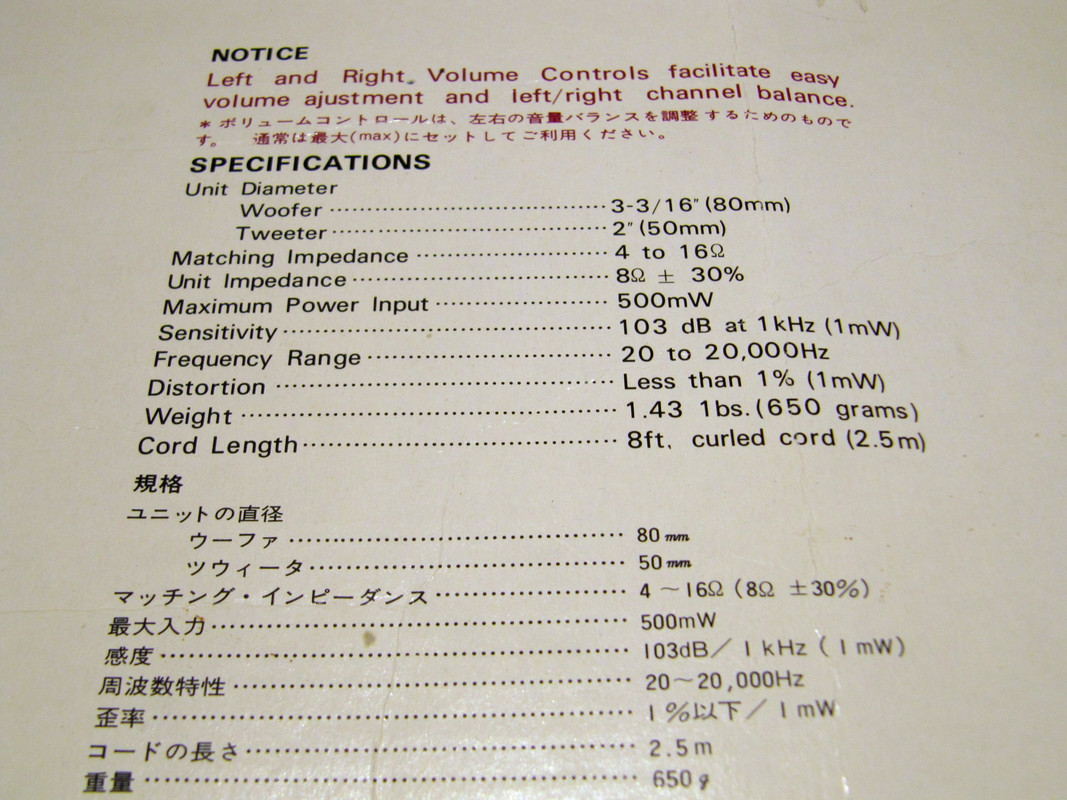 NOTICE
Left and Right Volume Controls facilitate easy
volume ajustment and left/right channel balance.
* ボリュームコントロールは、左右の音量バランスを調整するためのもので
す。 通常は最大(max)にセットしてご利用ください。
SPECIFICATIONS
Unit Diameter
Woofer ........................ 3-3/16" (80mm)
Tweeter ........................ 2" (50mm)
Matching Impedance ........................ 4 to 16Ω
Unit Impedance ........................ 8Ω ± 30%
Maximum Power Input ........................ 500mW
Sensitivity ........................ 103 dB at 1kHz (1mW)
Frequency Range ........................ 20 to 20,000Hz
Distortion ........................ Less than 1% (1mW)
Weight ........................ 1.43 1bs. (650 grams)
Cord Length ........................ 8ft. curled cord (2.5m)
規格
ユニットの直径
ウーファ ........................ 80mm
ツウィータ ........................ 50mm
マッチング・インピーダンス ........................ 4 ～16Ω (8Ω ±30%)
最大入力 ........................ 500mW
感度 ........................ 103dB／ 1 kHz ( 1 mW)
周波数特性 ........................ 20～20,000Hz
歪率 ........................ 1 %以下／ 1 mW
コードの長さ ........................ 2.5m
重量 ........................ 650g